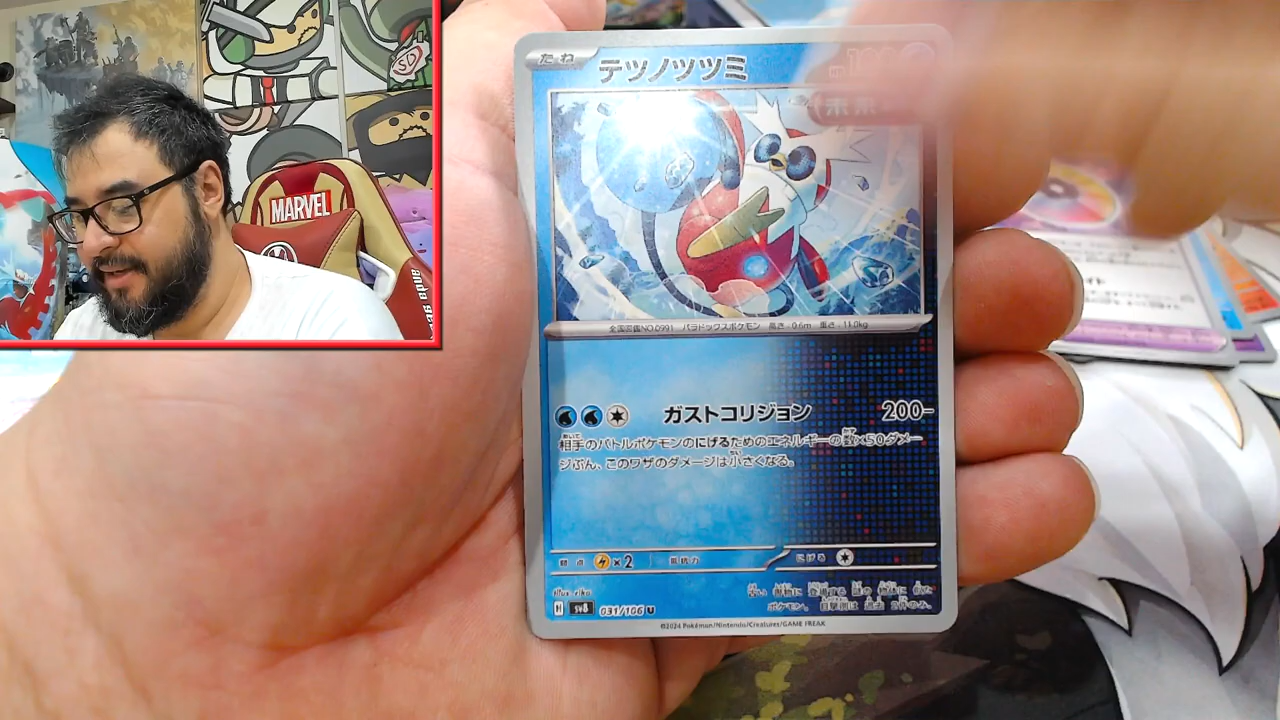 MARVEL
たね
テツノツツミ
未来
全国図鑑NO.0991 パラドックスポケモン 高さ:0.6m 重さ:11.0kg
ガストコリジョン 200-
相手のバトルポケモンのにげるためのエネルギーの数×50ダメー
ジぶん、このワザのダメージは小さくなる。
弱点 ×2 抵抗力 にげる
illus. riku
H sv8 031/106 U
©2024 Pokémon/Nintendo/Creatures/GAME FREAK